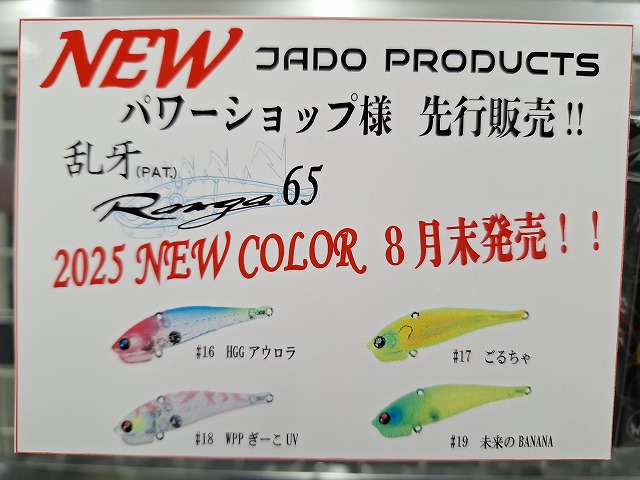 NEW JADO PRODUCTS
パワーショップ様 先行販売!!
乱牙(PAT.)
Ranga 65
2025 NEW COLOR 8月末発売!!
#16 HGG アウロラ
#17 ごるちゃ
#18 WPP ぎーこ UV
#19 未来の BANANA